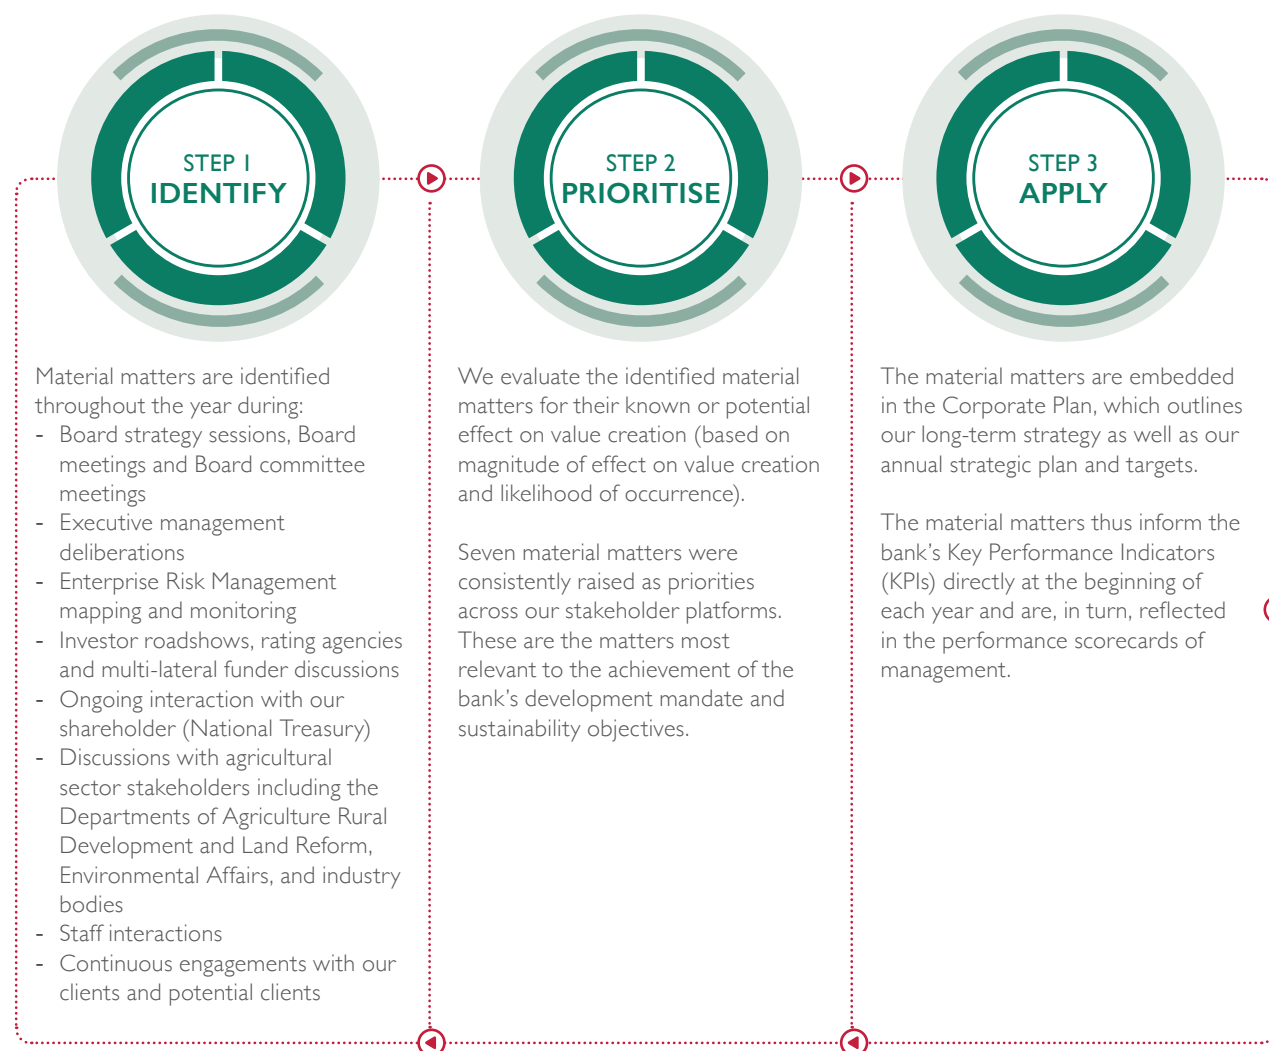 STEP 1
IDENTIFY
Material matters are identified
throughout the year during:
- Board strategy sessions, Board
meetings and Board committee
meetings
- Executive management
deliberations
- Enterprise Risk Management
mapping and monitoring
- Investor roadshows, rating agencies
and multi-lateral funder discussions
- Ongoing interaction with our
shareholder (National Treasury)
- Discussions with agricultural
sector stakeholders including the
Departments of Agriculture Rural
Development and Land Reform,
Environmental Affairs, and industry
bodies
- Staff interactions
- Continuous engagements with our
clients and potential clients
STEP 2
PRIORITISE
We evaluate the identified material
matters for their known or potential
effect on value creation (based on
magnitude of effect on value creation
and likelihood of occurrence).
Seven material matters were
consistently raised as priorities
across our stakeholder platforms.
These are the matters most
relevant to the achievement of the
bank's development mandate and
sustainability objectives.
STEP 3
APPLY
The material matters are embedded
in the Corporate Plan, which outlines
our long-term strategy as well as our
annual strategic plan and targets.
The material matters thus inform the
bank's Key Performance Indicators
(KPIs) directly at the beginning of
each year and are, in turn, reflected
in the performance scorecards of
management.